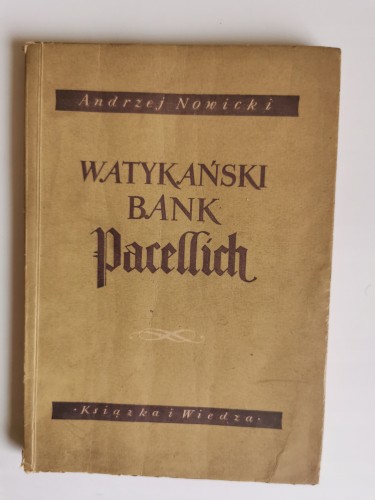 Andrzej Nowicki
WATYKAŃSKI
BANK
Pacellich
·Książka i Wiedza·